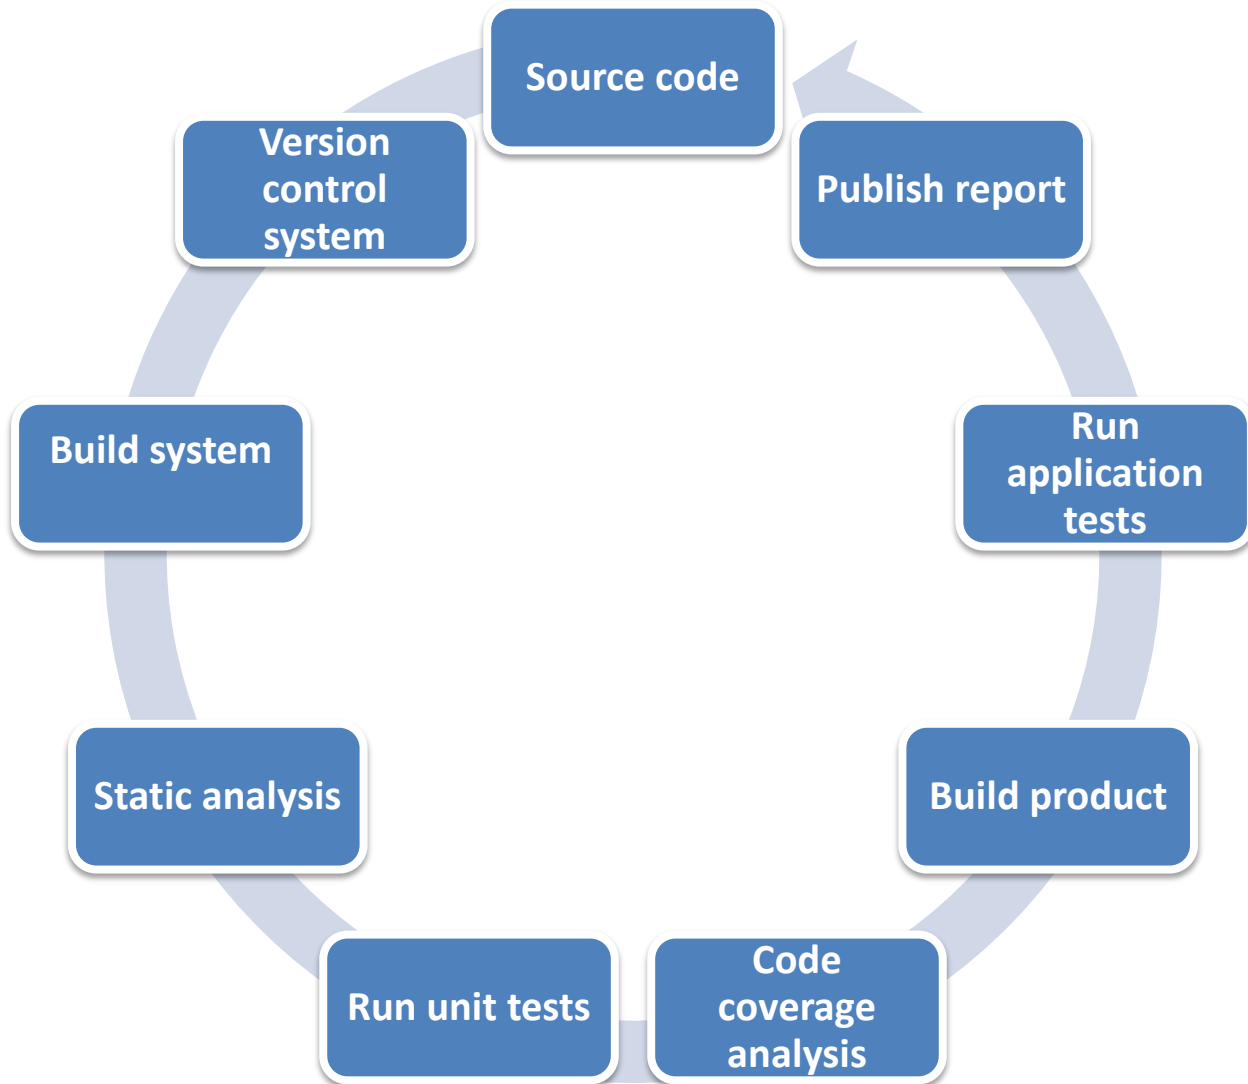 Source code
Version
control
system
Publish report
Build system
Run
application
tests
Static analysis
Build product
Run unit tests
Code
coverage
analysis